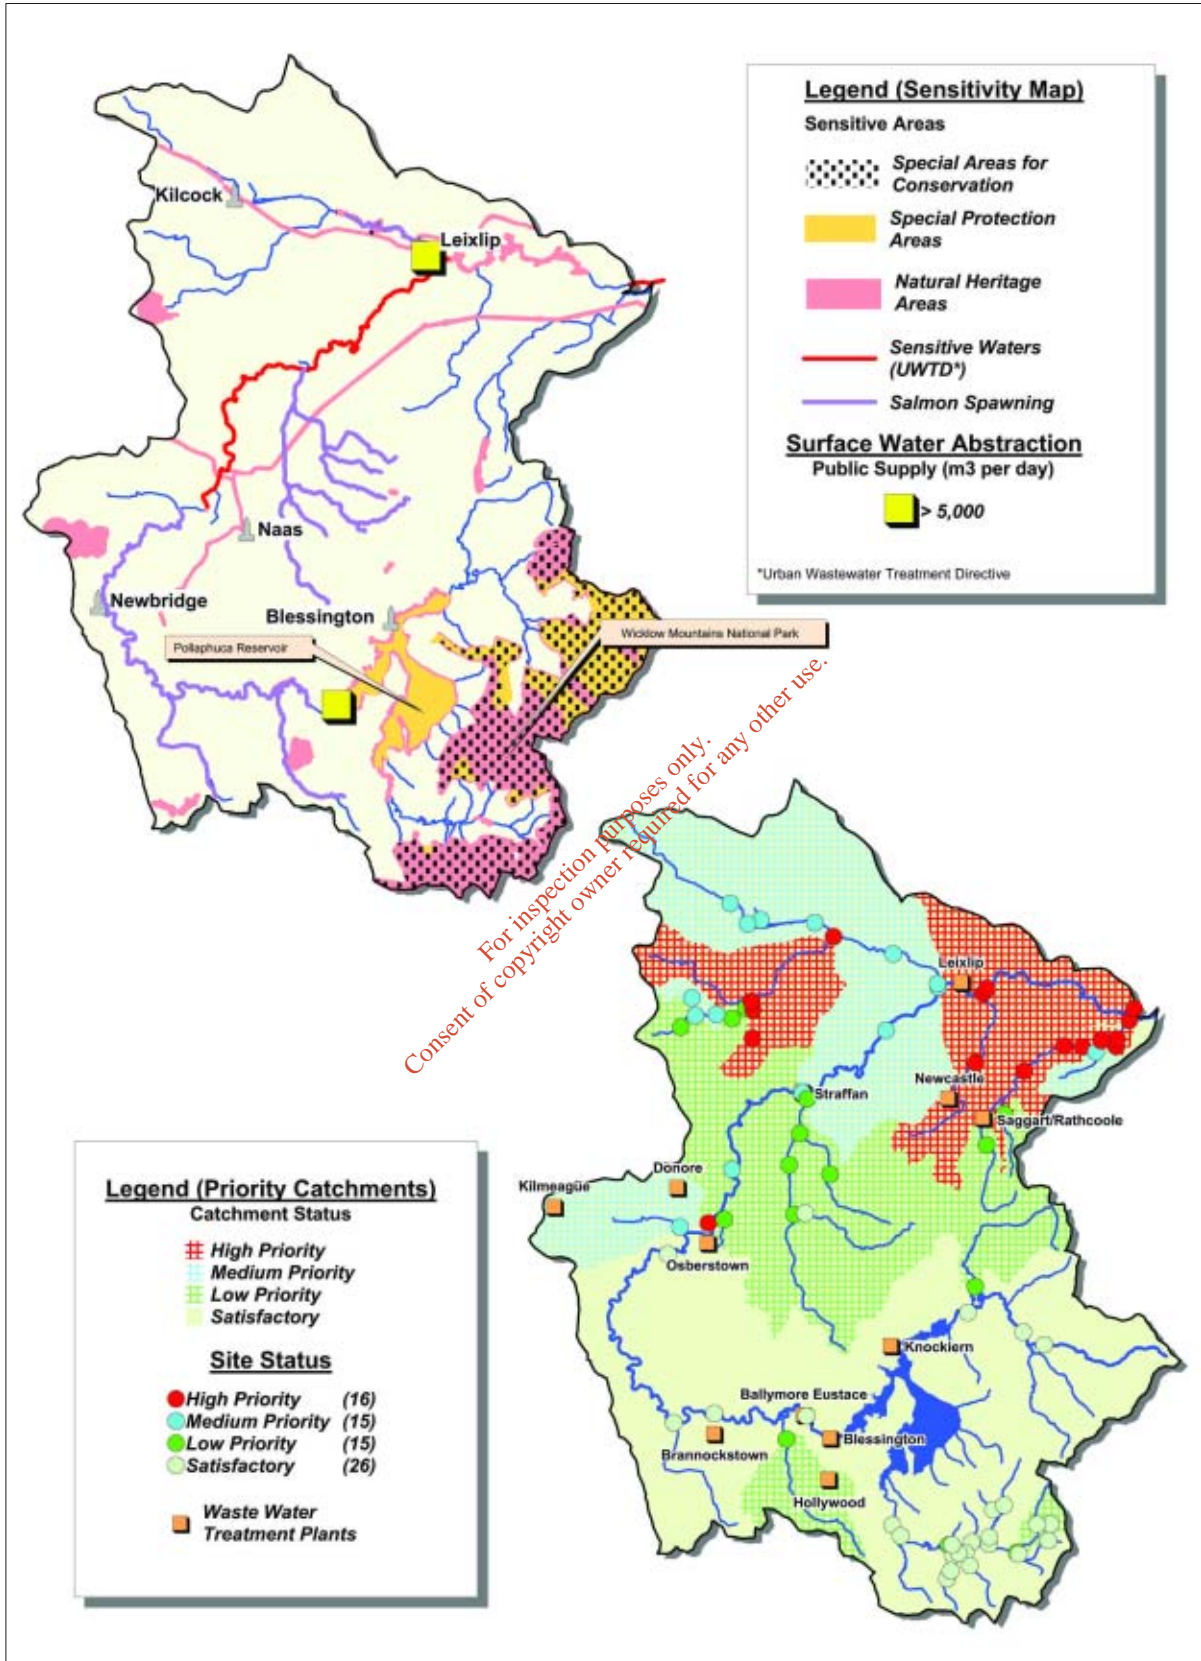 Kilcock
Leixlip
Naas
Newbridge
Blessington
Pollaphuca Reservoir
Wicklow Mountains National Park
Legend (Sensitivity Map)
Sensitive Areas
Special Areas for
Conservation
Special Protection
Areas
Natural Heritage
Areas
Sensitive Waters
(UWTD*)
Salmon Spawning
Surface Water Abstraction
Public Supply (m3 per day)
> 5,000
*Urban Wastewater Treatment Directive
For inspection purposes only.
Consent of copyright owner required for any other use.
Leixlip
Newcastle
Straffan
Saggart/Rathcoole
Donore
Kilmeagüe
Osberstown
Knockiern
Ballymore Eustace
Blessington
Brannockstown
Hollywood
Legend (Priority Catchments)
Catchment Status
High Priority
Medium Priority
Low Priority
Satisfactory
Site Status
High Priority (16)
Medium Priority (15)
Low Priority (15)
Satisfactory (26)
Waste Water
Treatment Plants